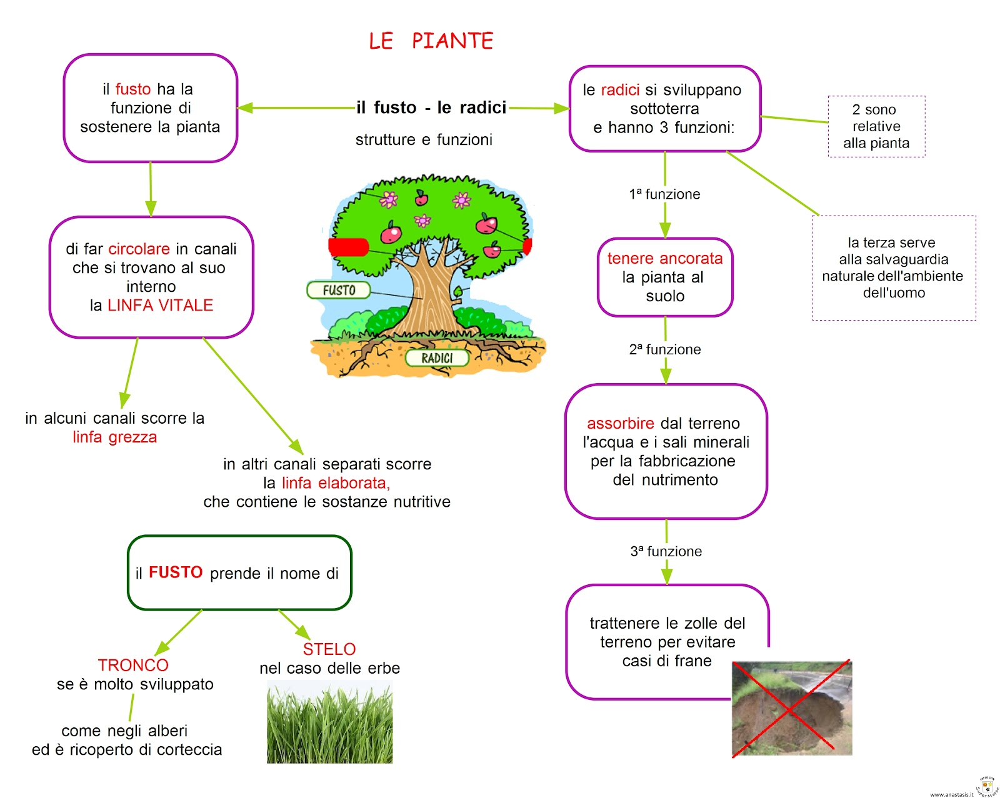 LE PIANTE
il fusto ha la
funzione di
sostenere la pianta
il fusto - le radici
strutture e funzioni
le radici si sviluppano
sottoterra
e hanno 3 funzioni:
2 sono
relative
alla pianta
1ª funzione
la terza serve
alla salvaguardia
naturale dell'ambiente
dell'uomo
di far circolare in canali
che si trovano al suo
interno
la LINFA VITALE
tenere ancorata
la pianta al
suolo
FUSTO
RADICI
2ª funzione
in alcuni canali scorre la
linfa grezza
in altri canali separati scorre
la linfa elaborata,
che contiene le sostanze nutritive
assorbire dal terreno
l'acqua e i sali minerali
per la fabbricazione
del nutrimento
3ª funzione
il FUSTO prende il nome di
TRONCO
se è molto sviluppato
come negli alberi
ed è ricoperto di corteccia
STELO
nel caso delle erbe
trattenere le zolle del
terreno per evitare
casi di frane
www.anastasis.it
FATTO CON
SuperMappe